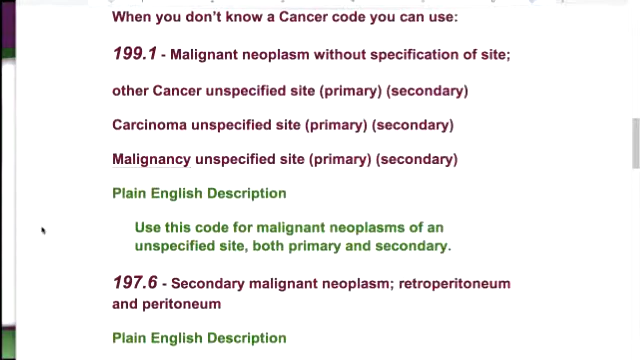 When you don't know a Cancer code you can use:
199.1 - Malignant neoplasm without specification of site;
other Cancer unspecified site (primary) (secondary)
Carcinoma unspecified site (primary) (secondary)
Malignancy unspecified site (primary) (secondary)
Plain English Description
Use this code for malignant neoplasms of an
unspecified site, both primary and secondary.
197.6 - Secondary malignant neoplasm; retroperitoneum
and peritoneum
Plain English Description